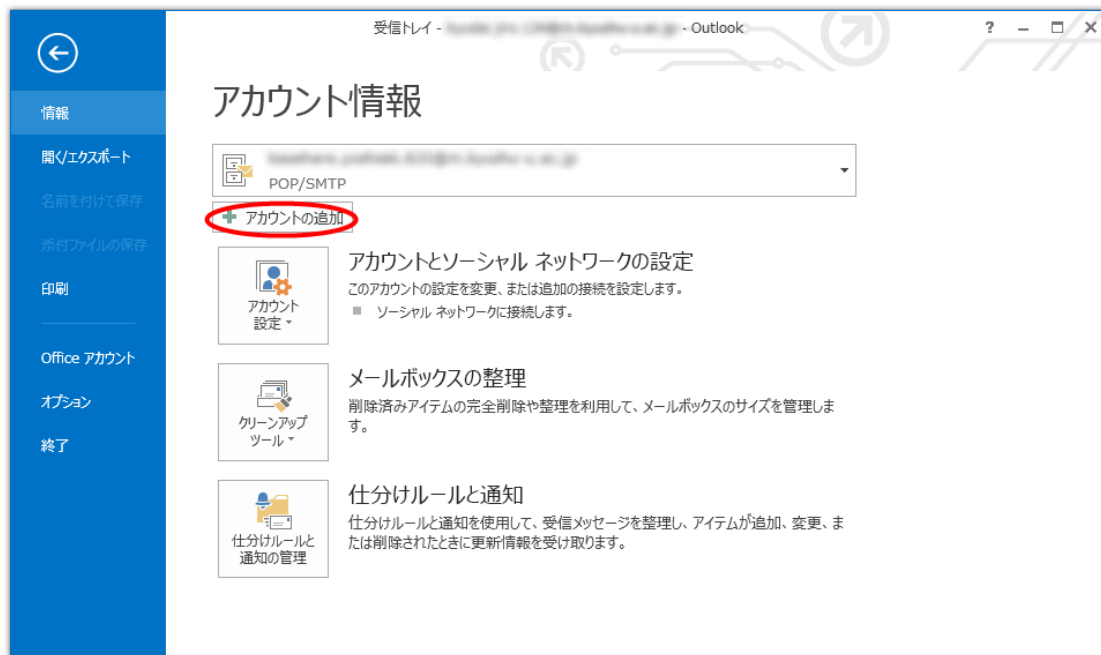 受信トレイ - - Outlook
?
アカウント情報
情報
開く/エクスポート
名前を付けて保存
添付ファイルの保存
印刷
Office アカウント
オプション
終了
POP/SMTP
アカウントの追加
アカウント
設定
アカウントとソーシャル ネットワークの設定
このアカウントの設定を変更、または追加の接続を設定します。
ソーシャル ネットワークに接続します。
クリーンアップ
ツール
メールボックスの整理
削除済みアイテムの完全削除や整理を利用して、メールボックスのサイズを管理しま
す。
仕分けルールと
通知の管理
仕分けルールと通知
仕分けルールと通知を使用して、受信メッセージを整理し、アイテムが追加、変更、ま
たは削除されたときに更新情報を受け取ります。